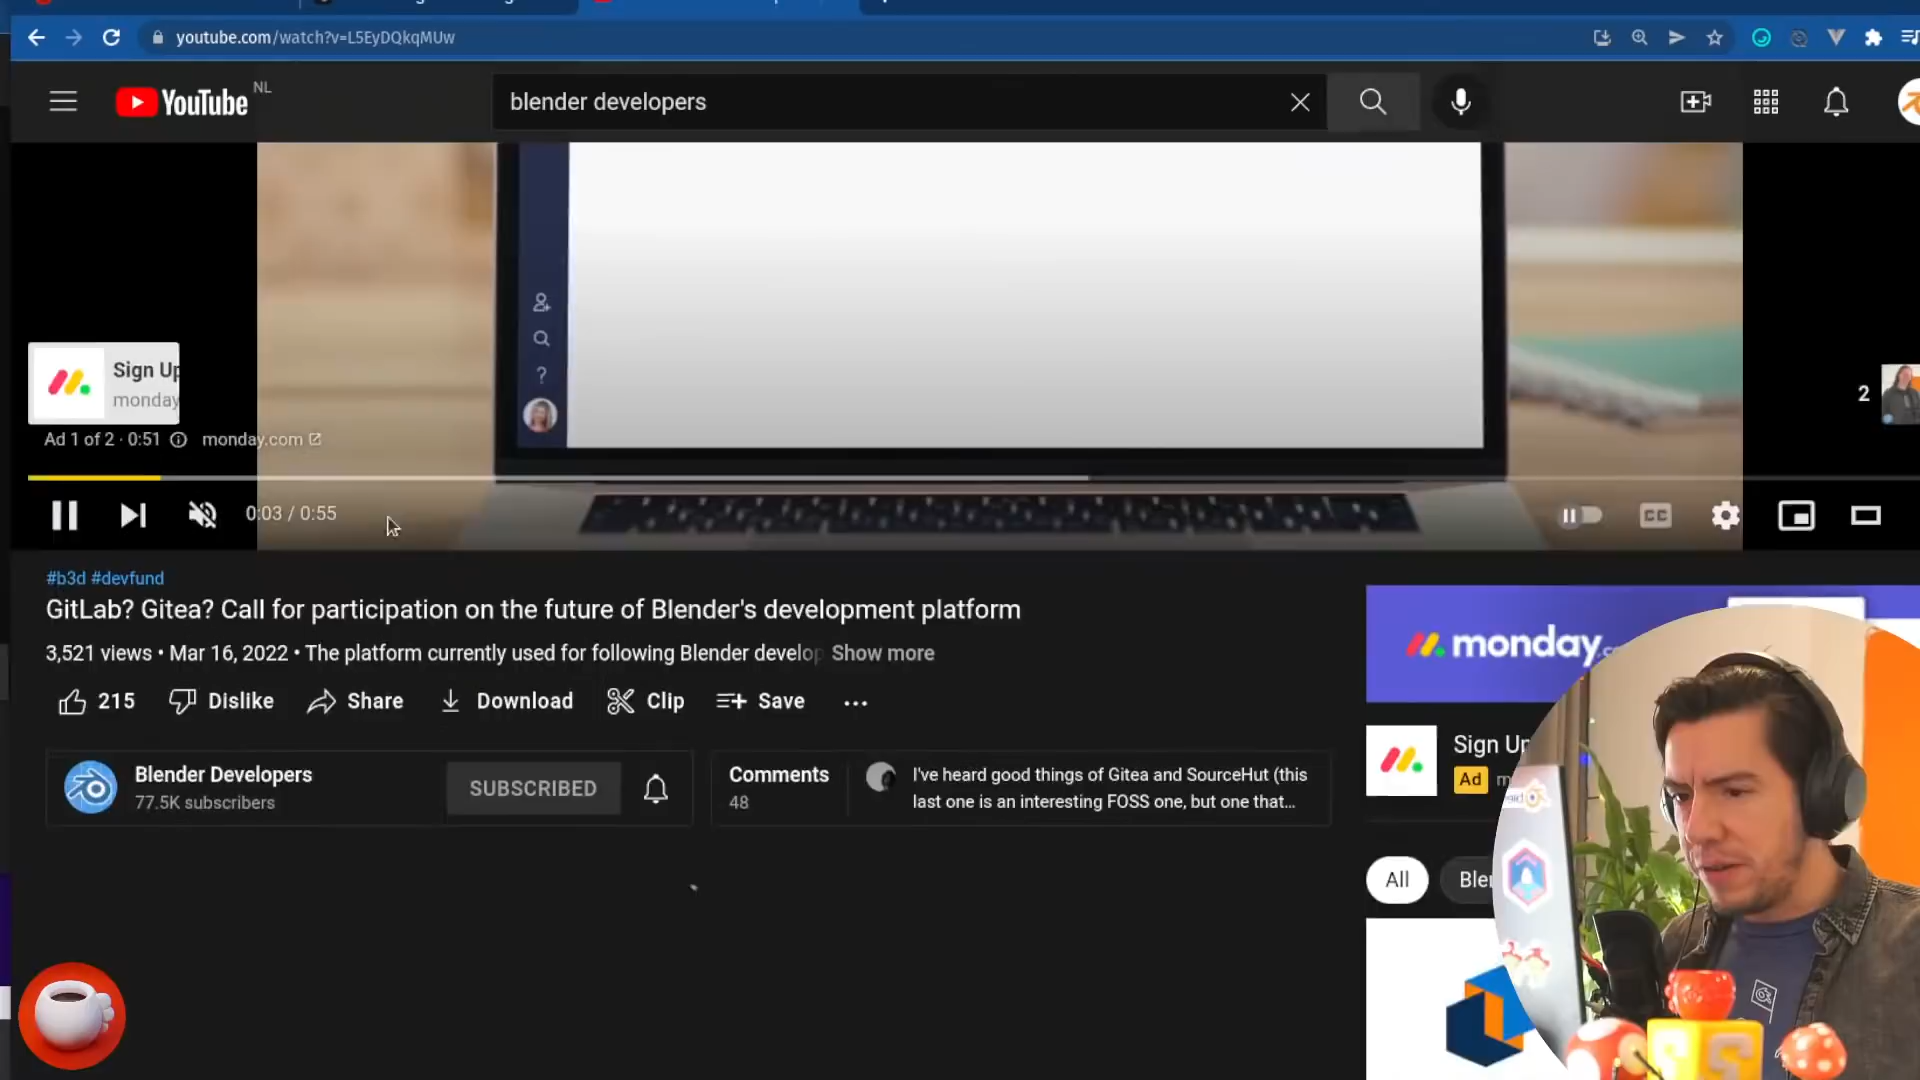 youtube.com/watch?v=L5EyDQkqMUw
YouTube NL
blender developers
Sign Up
monday
Ad 1 of 2 · 0:51
monday.com
2
0:03 / 0:55
CC
#b3d #devfund
GitLab? Gitea? Call for participation on the future of Blender's development platform
3,521 views • Mar 16, 2022 • The platform currently used for following Blender develop
Show more
215
Dislike
Share
Download
Clip
Save
Blender Developers
77.5K subscribers
SUBSCRIBED
Comments
48
I've heard good things of Gitea and SourceHut (this
last one is an interesting FOSS one, but one that...
monday.c
Sign Up
Ad
All
Ble
S S